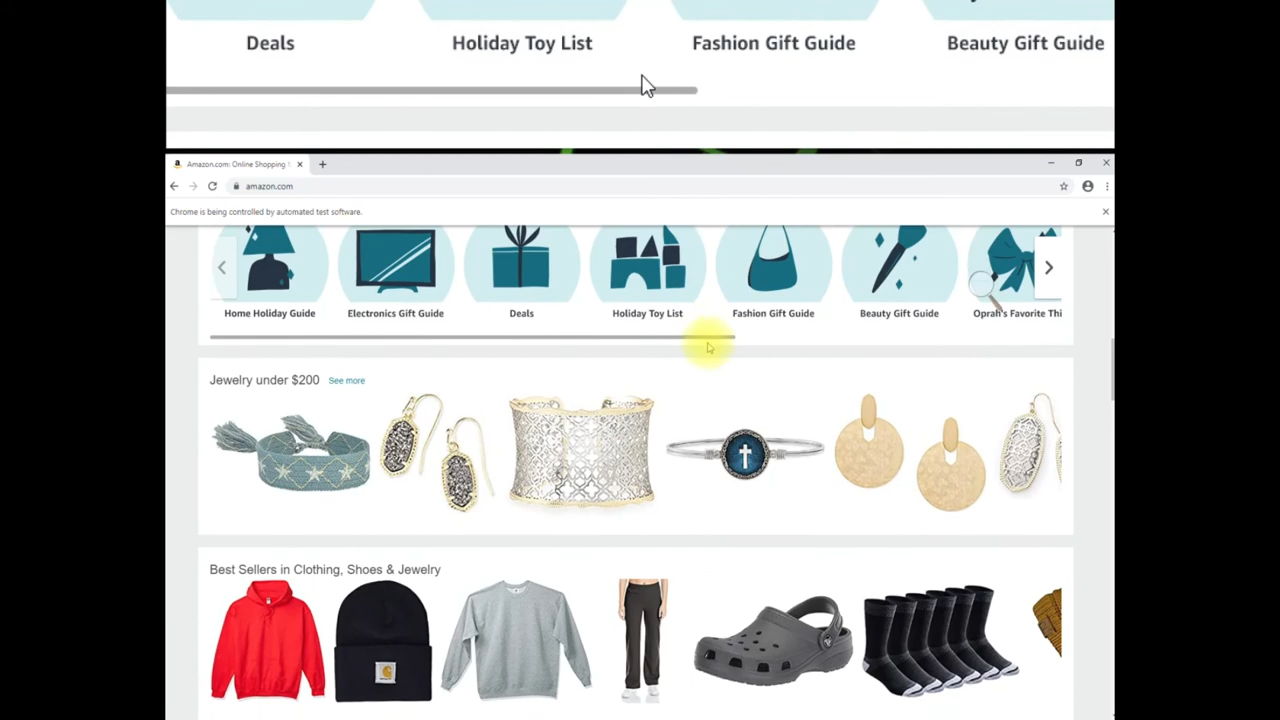 Deals Holiday Toy List Fashion Gift Guide Beauty Gift Guide
Amazon.com: Online Shopping
amazon.com
Chrome is being controlled by automated test software.
Home Holiday Guide Electronics Gift Guide Deals Holiday Toy List Fashion Gift Guide Beauty Gift Guide Oprah's Favorite Thi
Jewelry under $200 See more
Best Sellers in Clothing, Shoes & Jewelry